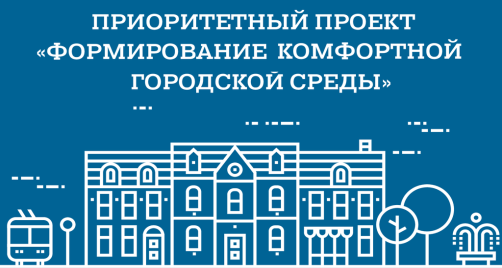 ПРИОРИТЕТНЫЙ ПРОЕКТ
«ФОРМИРОВАНИЕ КОМФОРТНОЙ
ГОРОДСКОЙ СРЕДЫ»